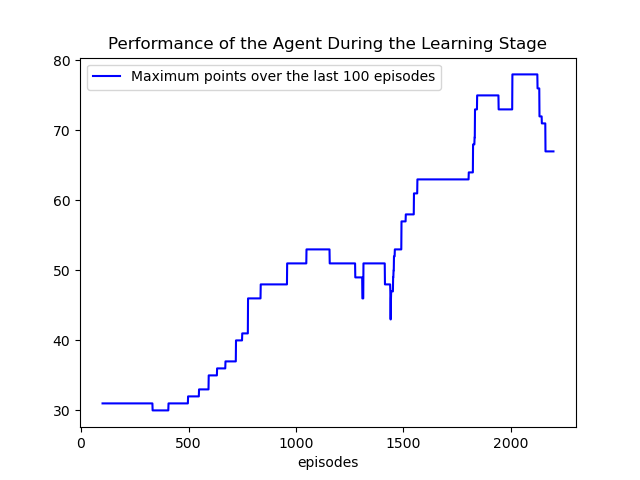 Performance of the Agent During the Learning Stage
Maximum points over the last 100 episodes
80
70
60
50
40
30
0 500 1000 1500 2000
episodes